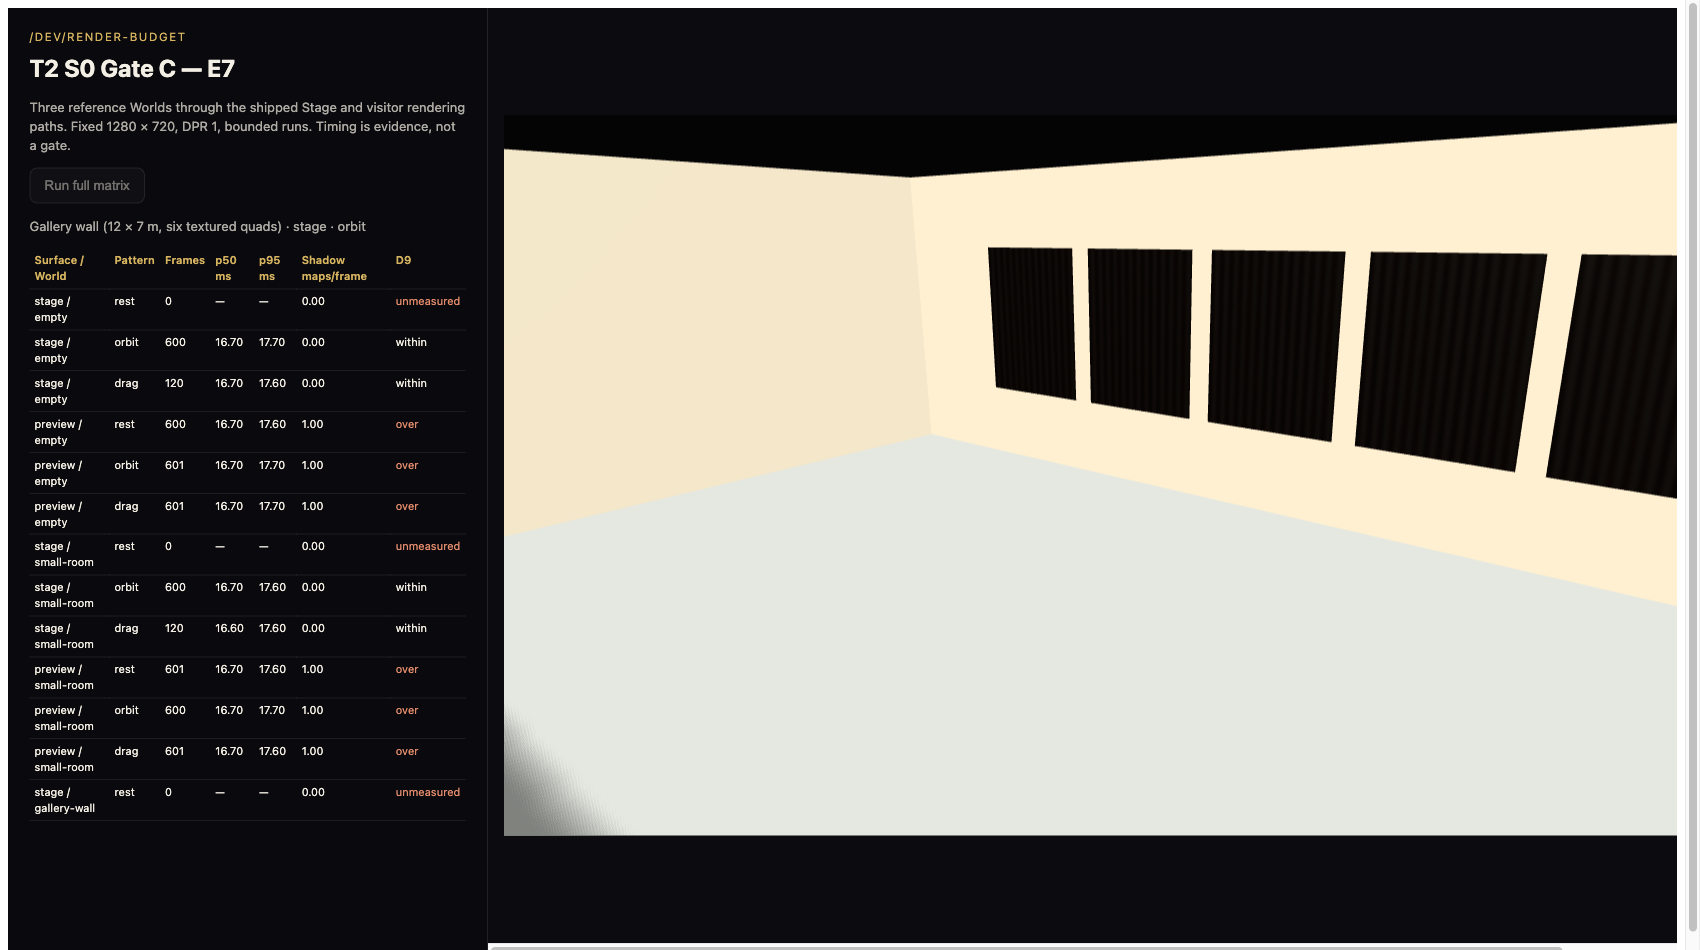 /DEV/RENDER-BUDGET
T2 S0 Gate C — E7
Three reference Worlds through the shipped Stage and visitor rendering
paths. Fixed 1280 × 720, DPR 1, bounded runs. Timing is evidence, not
a gate.
Run full matrix
Gallery wall (12 × 7 m, six textured quads) · stage · orbit
Surface / World Pattern Frames p50 ms p95 ms Shadow maps/frame D9
stage / empty rest 0 — — 0.00 unmeasured
stage / empty orbit 600 16.70 17.70 0.00 within
stage / empty drag 120 16.70 17.60 0.00 within
preview / empty rest 600 16.70 17.60 1.00 over
preview / empty orbit 601 16.70 17.70 1.00 over
preview / empty drag 601 16.70 17.70 1.00 over
stage / small-room rest 0 — — 0.00 unmeasured
stage / small-room orbit 600 16.70 17.60 0.00 within
stage / small-room drag 120 16.60 17.60 0.00 within
preview / small-room rest 601 16.70 17.60 1.00 over
preview / small-room orbit 600 16.70 17.70 1.00 over
preview / small-room drag 601 16.70 17.60 1.00 over
stage / gallery-wall rest 0 — — 0.00 unmeasured